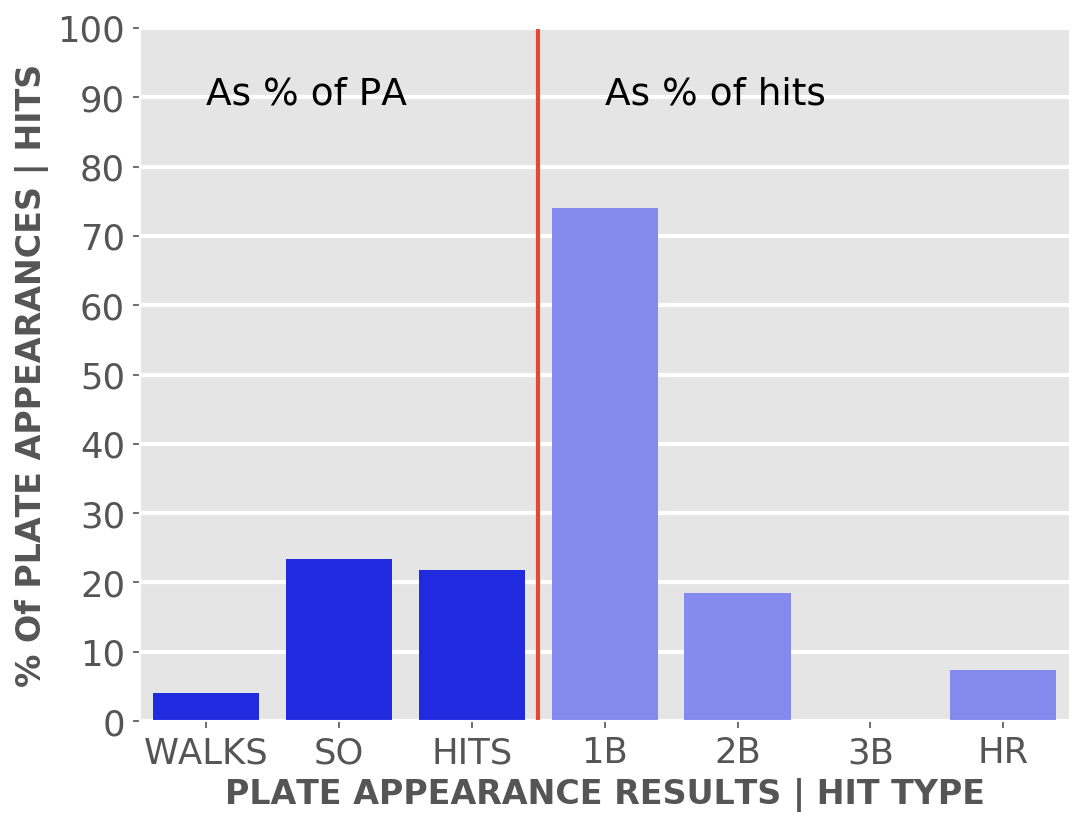 100
90
80
70
60
50
40
30
20
10
0
% Of PLATE APPEARANCES | HITS
As % of PA
As % of hits
WALKS SO HITS 1B 2B 3B HR
PLATE APPEARANCE RESULTS | HIT TYPE